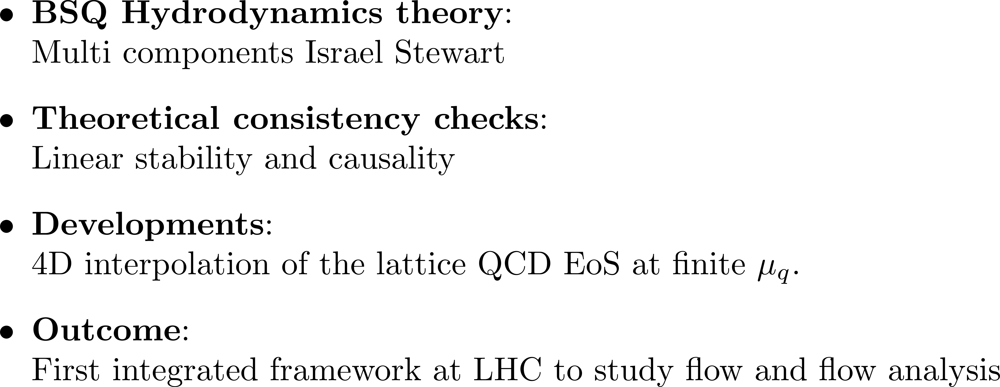 • BSQ Hydrodynamics theory:
Multi components Israel Stewart
• Theoretical consistency checks:
Linear stability and causality
• Developments:
4D interpolation of the lattice QCD EoS at finite μ_q.
• Outcome:
First integrated framework at LHC to study flow and flow analysis